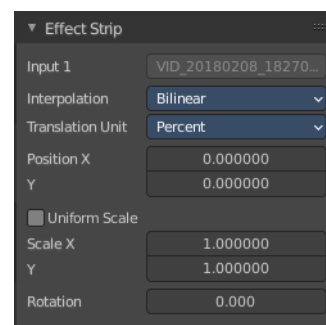 Effect Strip
Input 1 VID_20180208_18270...
Interpolation Bilinear
Translation Unit Percent
Position X 0.000000
Y 0.000000
Uniform Scale
Scale X 1.000000
Y 1.000000
Rotation 0.000